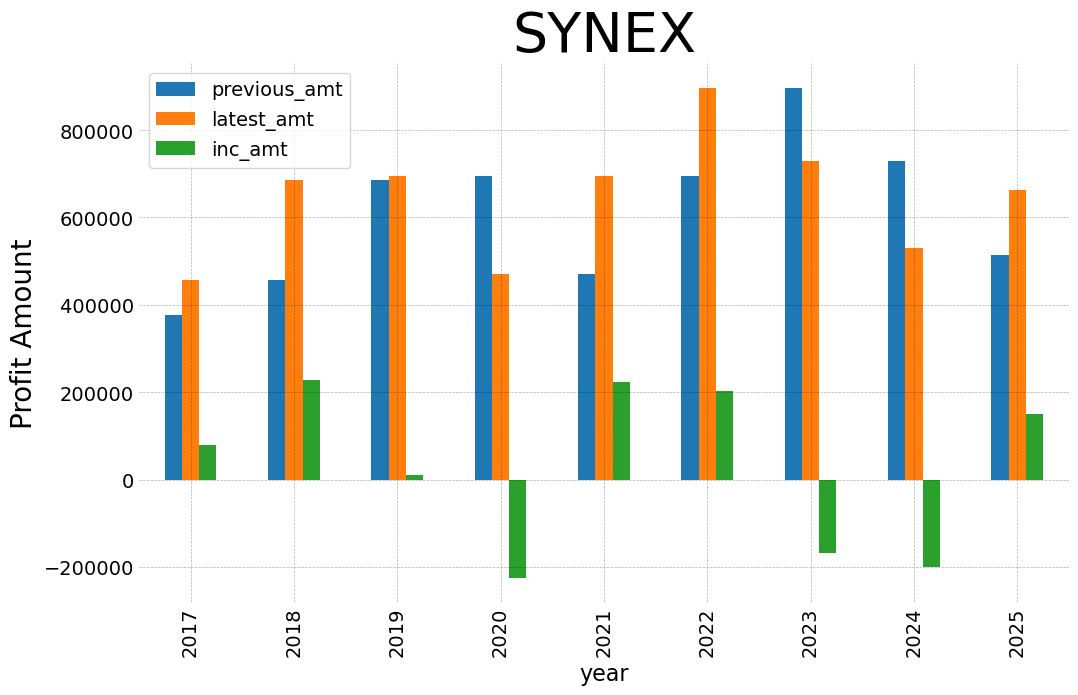 SYNEX
previous_amt
latest_amt
inc_amt
Profit Amount
800000
600000
400000
200000
0
−200000
2017 2018 2019 2020 2021 2022 2023 2024 2025
year